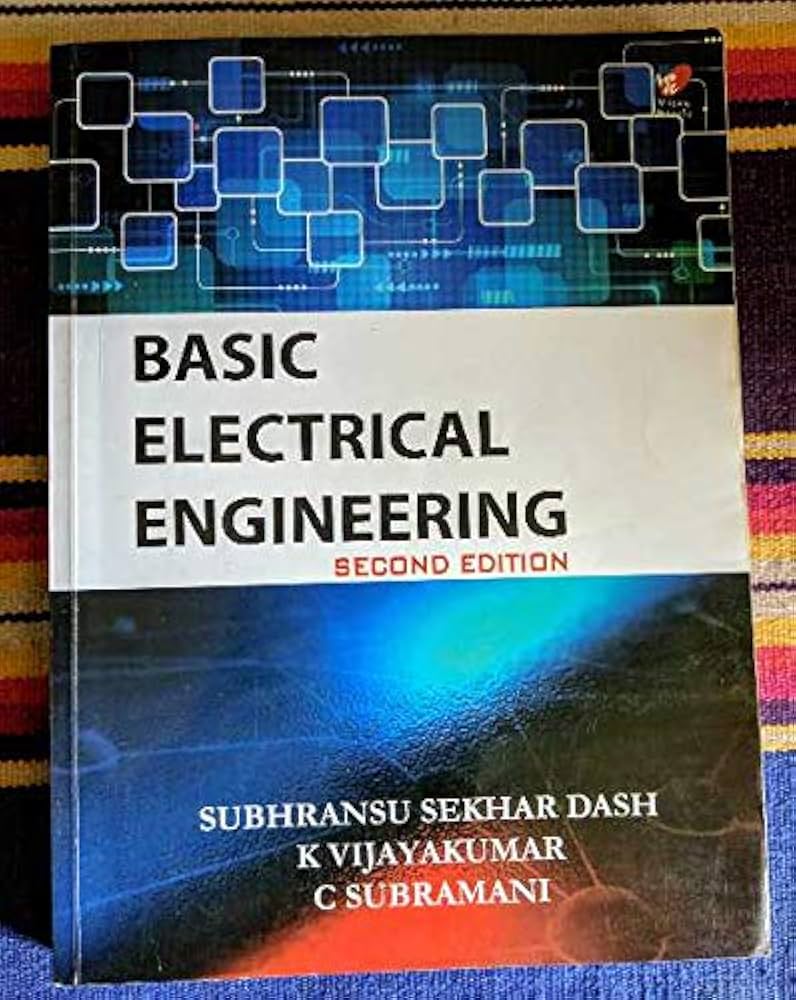 BASIC
ELECTRICAL
ENGINEERING
SECOND EDITION
SUBHRANSU SEKHAR DASH
K VIJAYAKUMAR
C SUBRAMANI